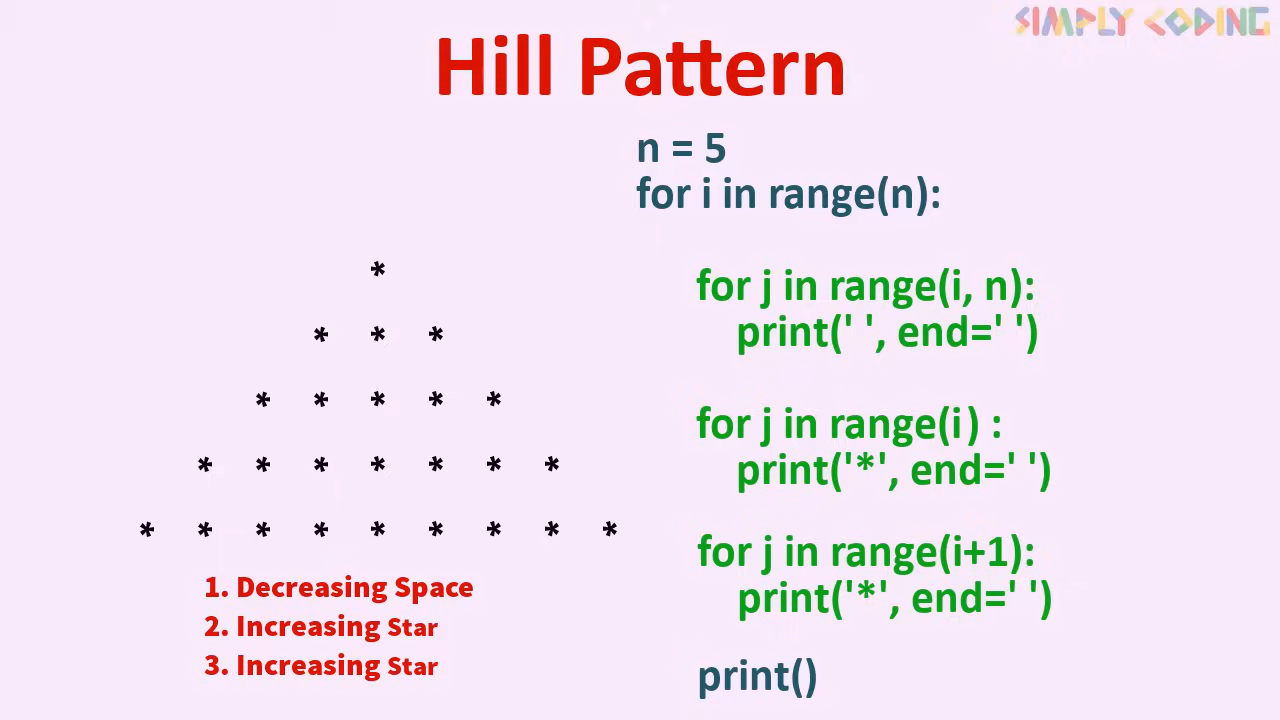 SIMPLY CODING
Hill Pattern
n = 5
for i in range(n):
for j in range(i, n):
print(' ', end=' ')
for j in range(i) :
print('*', end=' ')
for j in range(i+1):
print('*', end=' ')
print()
*
* * *
* * * * *
* * * * * * *
* * * * * * * * *
1. Decreasing Space
2. Increasing Star
3. Increasing Star